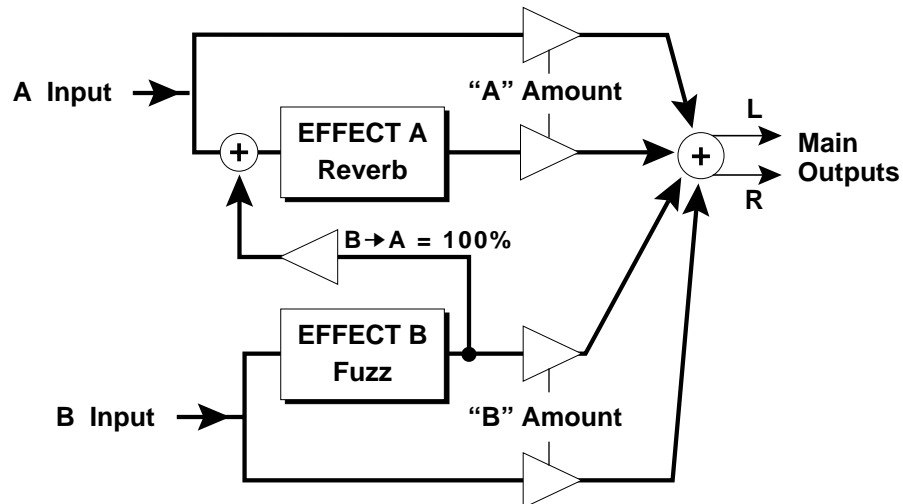 A Input
“A” Amount
EFFECT A
Reverb
+
+
L
R
Main
Outputs
B→A = 100%
EFFECT B
Fuzz
B Input
“B” Amount